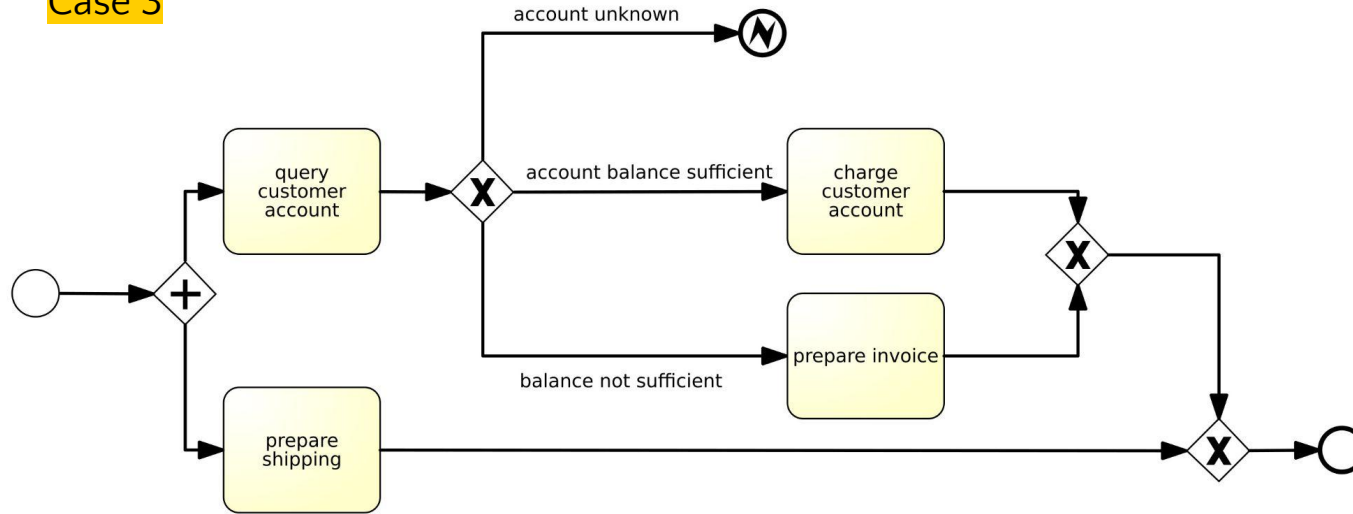 Case 3
account unknown
query
customer
account
account balance sufficient
charge
customer
account
prepare invoice
balance not sufficient
prepare
shipping